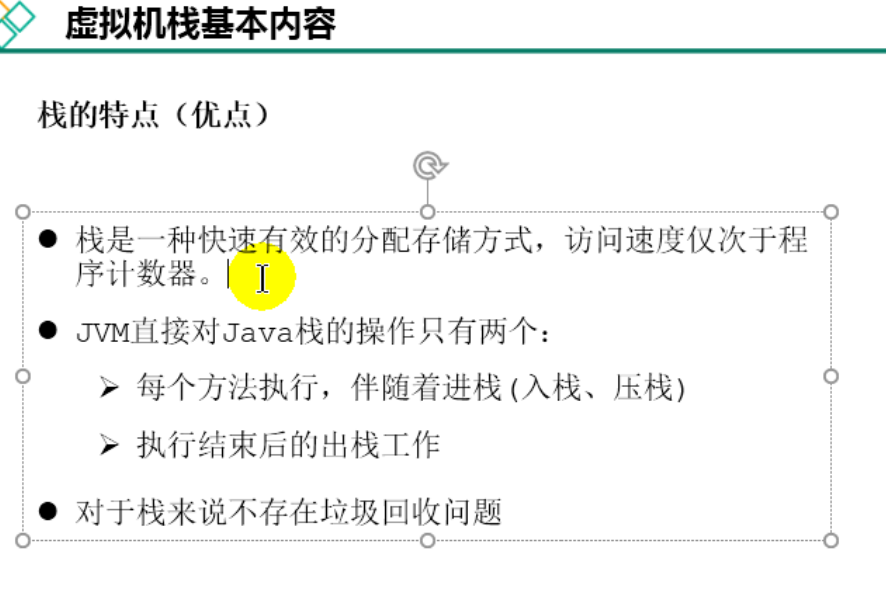 虚拟机栈基本内容
栈的特点（优点）
● 栈是一种快速有效的分配存储方式，访问速度仅次于程
序计数器。
● JVM直接对Java栈的操作只有两个：
➢ 每个方法执行，伴随着进栈(入栈、压栈)
➢ 执行结束后的出栈工作
● 对于栈来说不存在垃圾回收问题